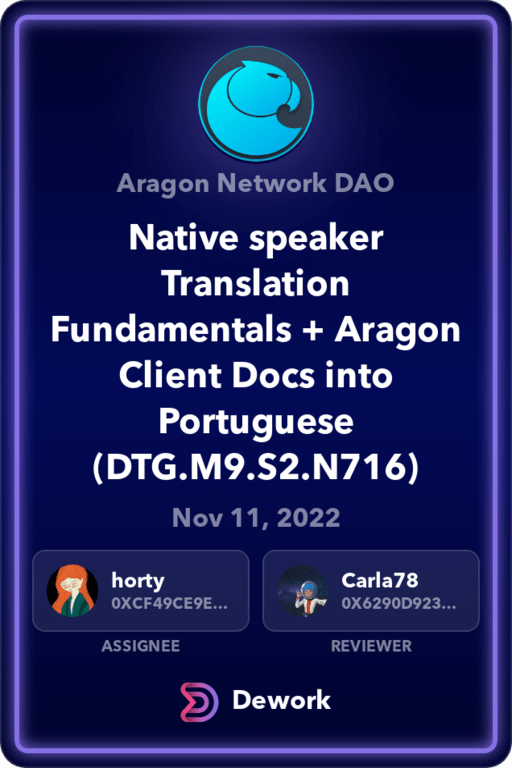 Aragon Network DAO
Native speaker
Translation
Fundamentals + Aragon
Client Docs into
Portuguese
(DTG.M9.S2.N716)
Nov 11, 2022
horty
0XCF49CE9E...
Carla78
0X6290D923...
ASSIGNEE
REVIEWER
Dework